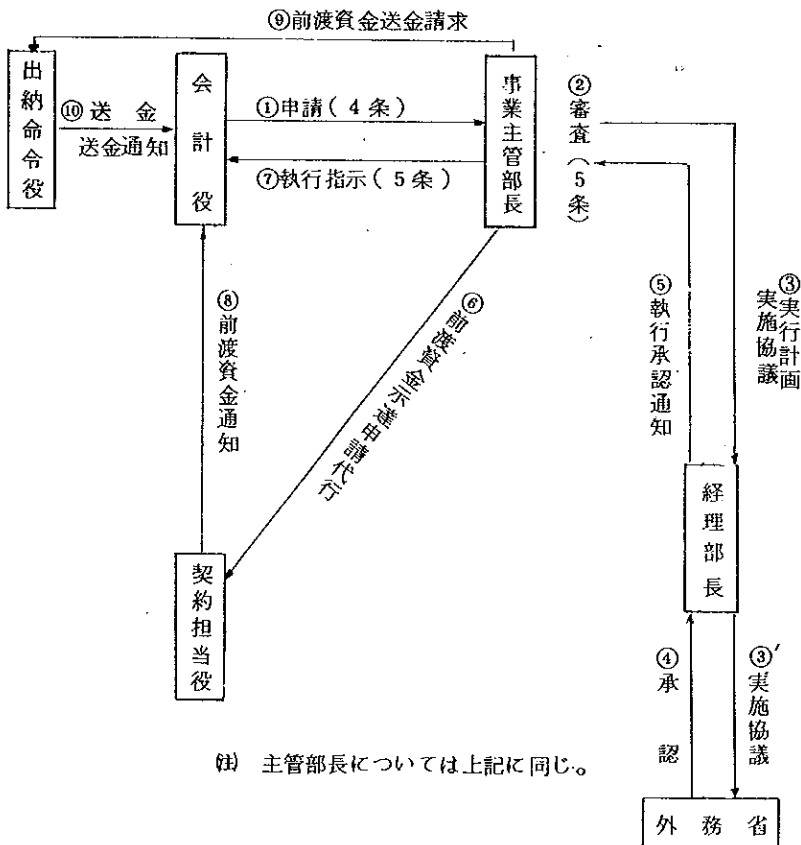 ⑨前渡資金送金請求
出納命令役
⑩送金
送金通知
会計役
①申請(4条)
⑦執行指示(5条)
事業主管部長
②審査(5条)
③実行計画
実施協議
⑤執行承認通知
⑥前渡資金示達申請代行
⑧前渡資金通知
経理部長
契約担当役
④承認
③′実施協議
外務省
(注) 主管部長については上記に同じ。